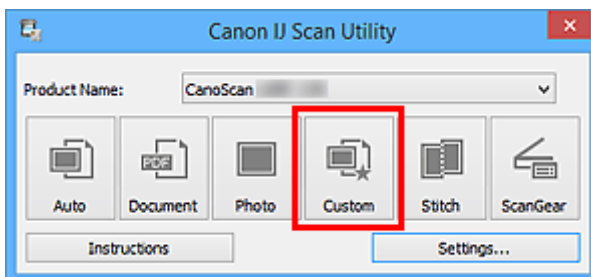 Canon IJ Scan Utility
Product Name: CanoScan
PDF
Auto Document Photo Custom Stitch ScanGear
Instructions Settings...